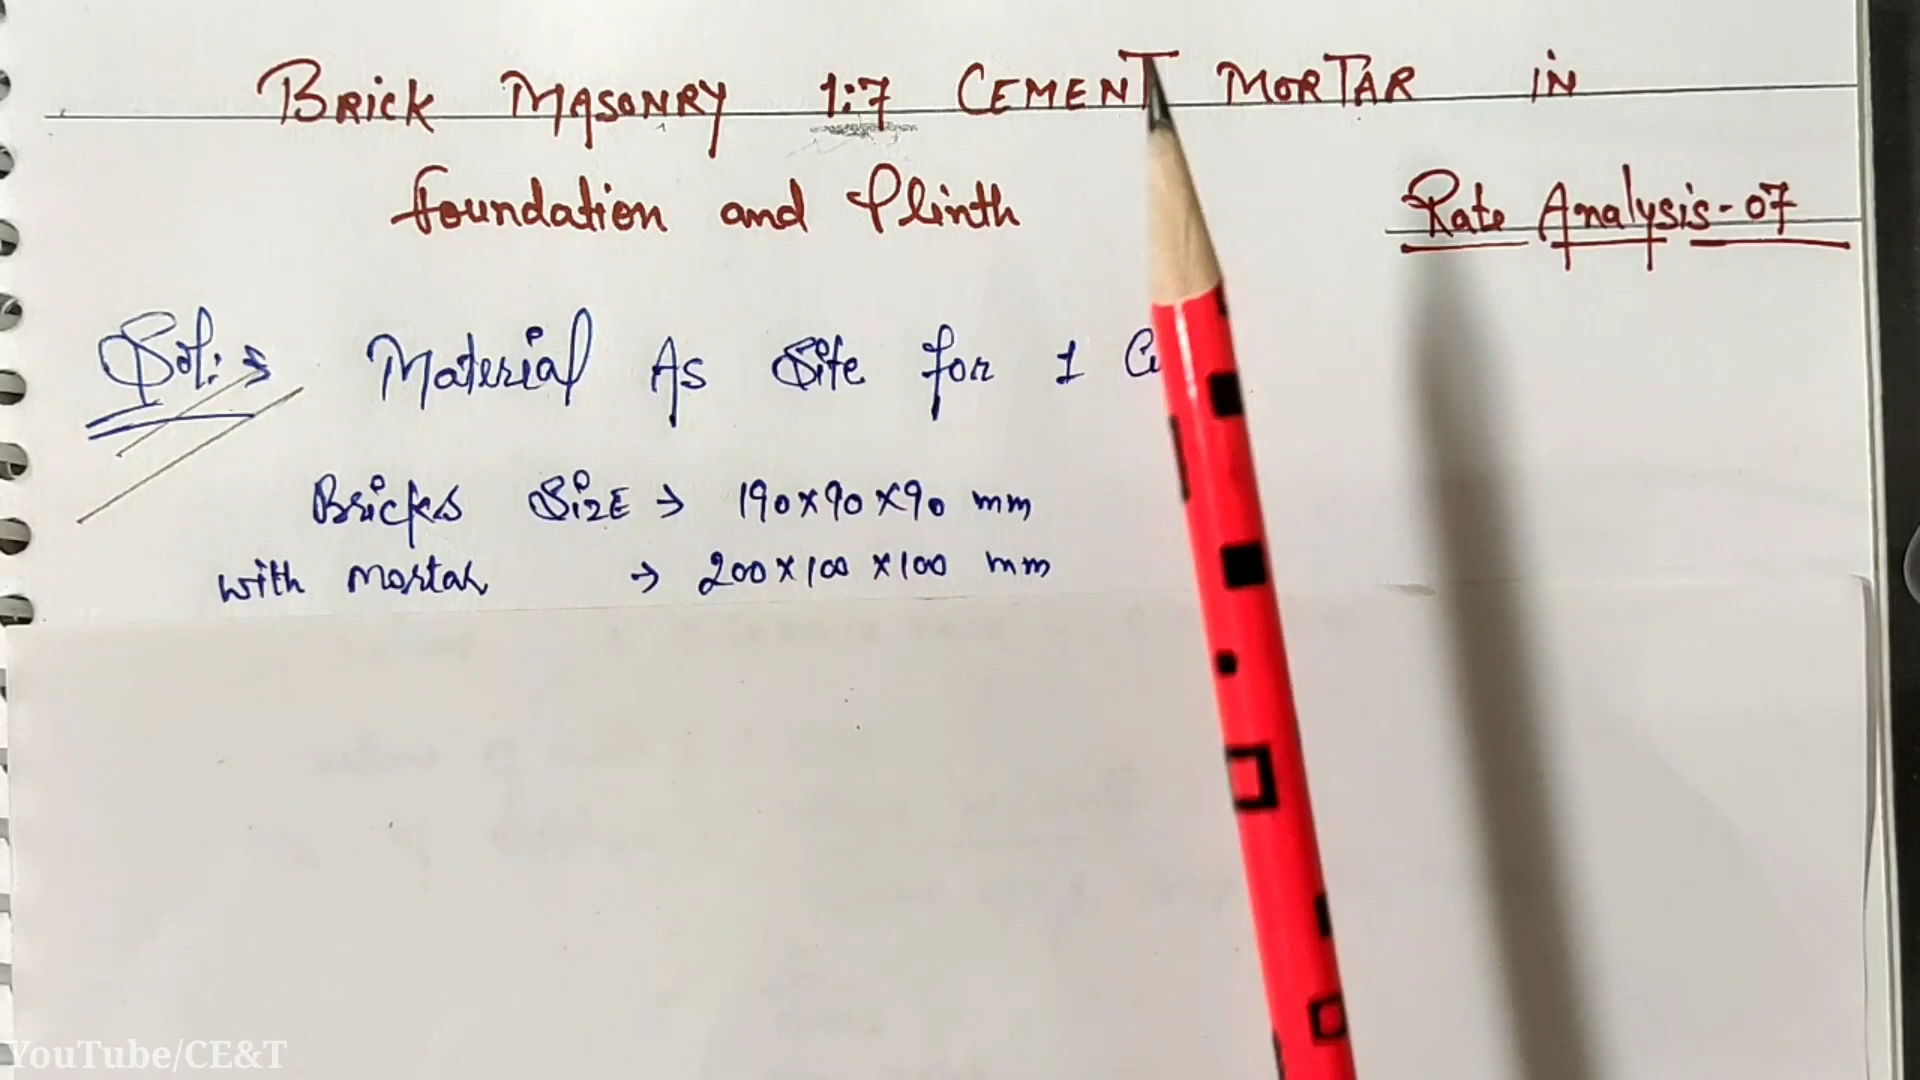 BRICK MASONRY 1:7 CEMENT MORTAR IN
foundation and Plinth
Rate Analysis-07
Sol:→ Material As Site for 1 Cu
Bricks SIZE → 190×90×90 mm
with mortar → 200×100×100 mm
YouTube/CE&T